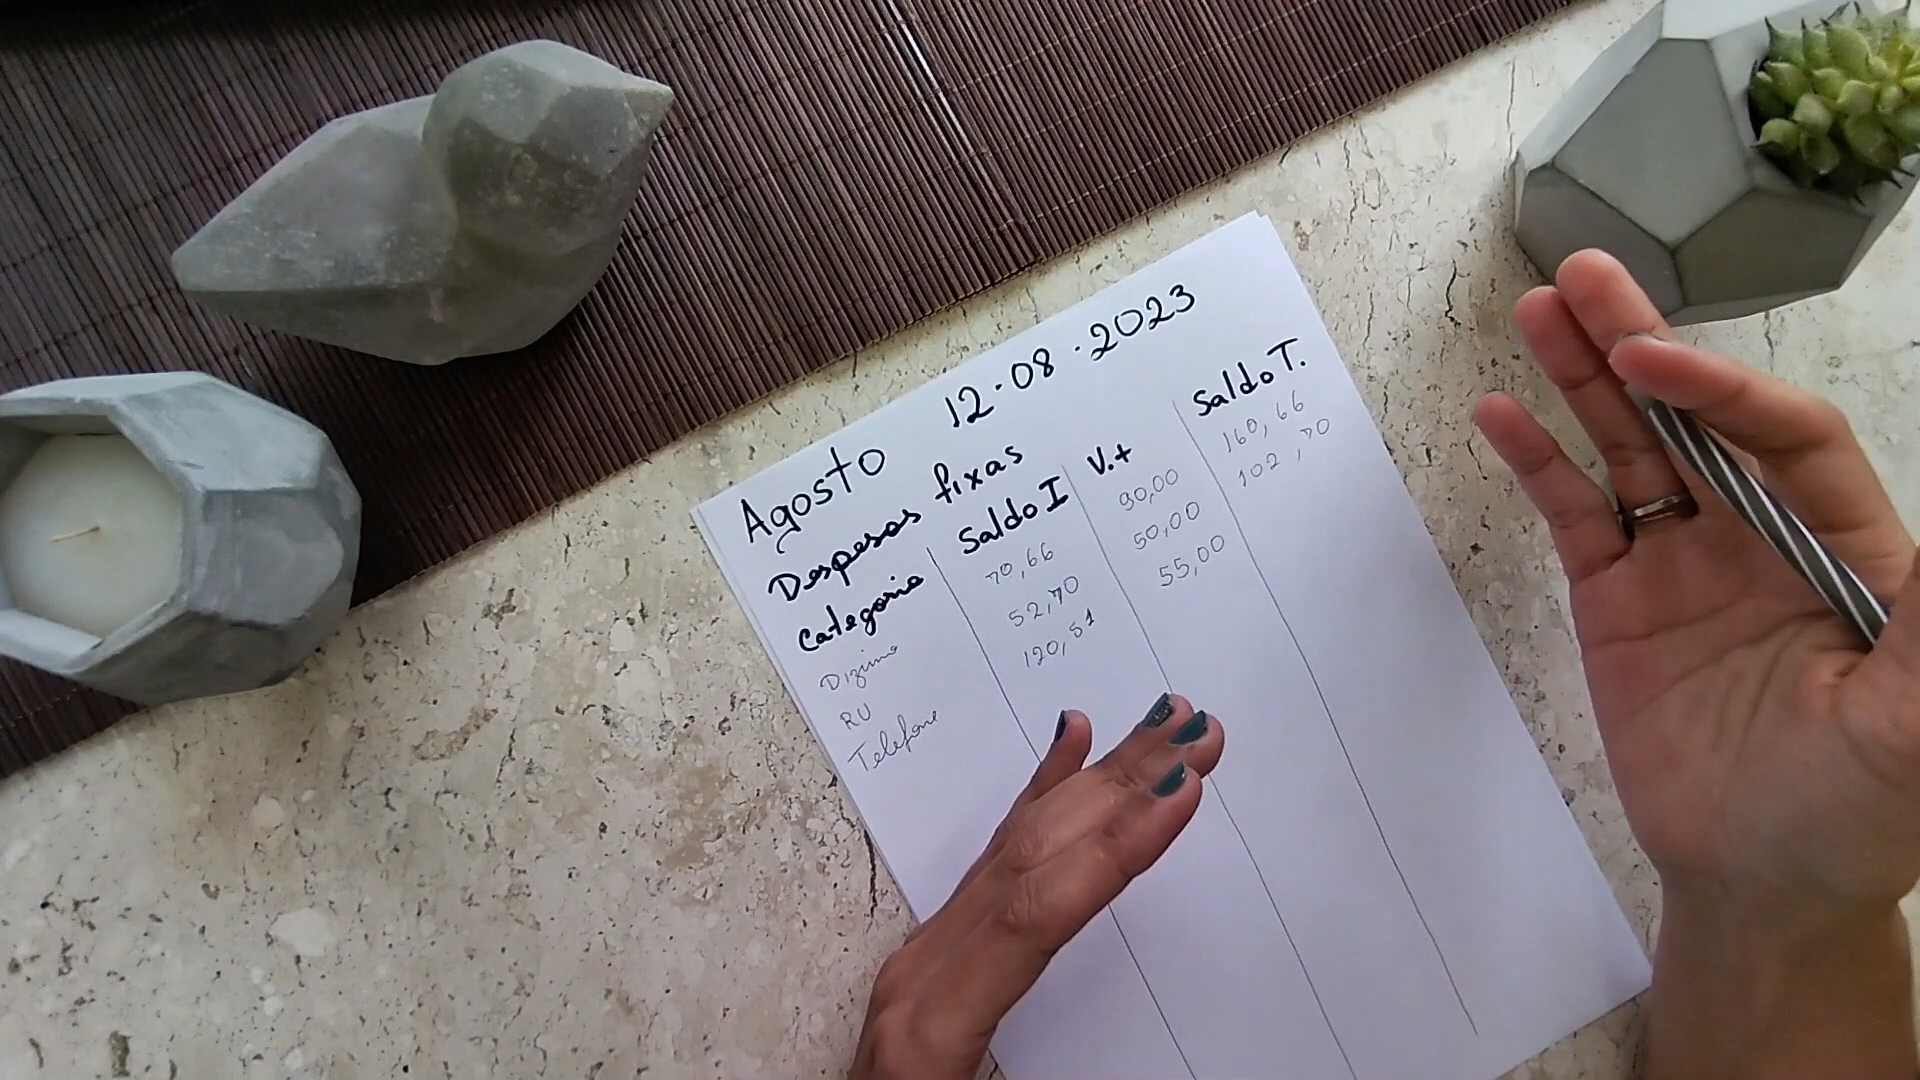 Agosto 12.08.2023
Despesas fixas
Categoria Saldo I V.+ Saldo T.
Dizimo 70,66 90,00 160,66
RU 52,70 50,00 102,70
Telefone 120,51 55,00